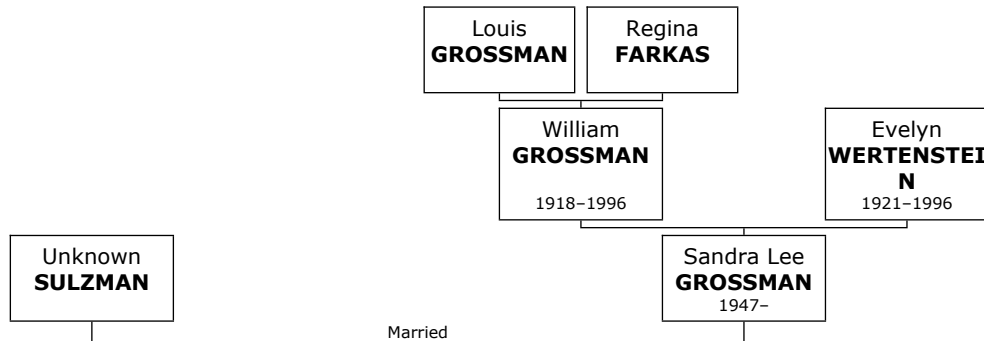 Louis
GROSSMAN
Regina
FARKAS
William
GROSSMAN
1918–1996
Evelyn
WERTENSTEI
N
1921–1996
Unknown
SULZMAN
Sandra Lee
GROSSMAN
1947–
Married